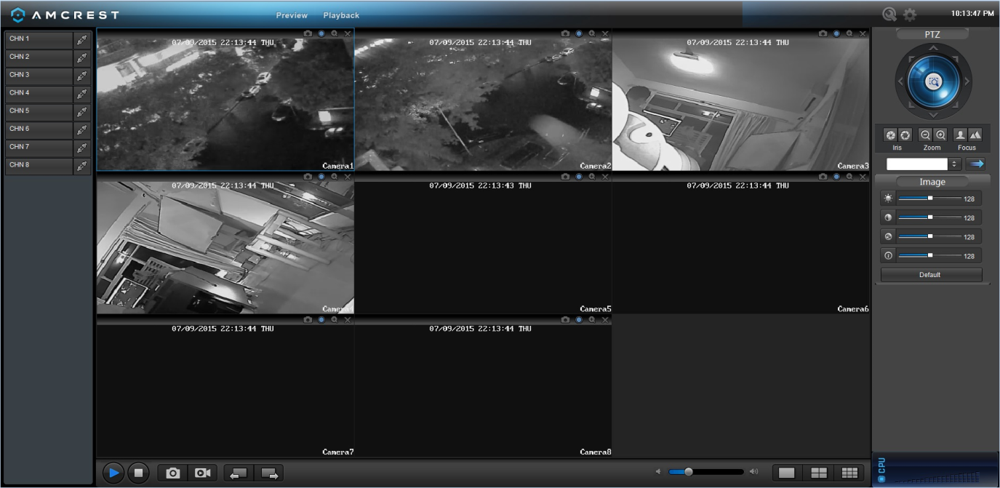 AMCREST
Preview Playback
10:13:47 PM
CHN 1
CHN 2
CHN 3
CHN 4
CHN 5
CHN 6
CHN 7
CHN 8
07/09/2015 22:13:44 THU
Camera1
07/09/2015 22:13:44 THU
Camera2
07/09/2015 22:13:44 THU
Camera3
07/09/2015 22:13:44 THU
Camera4
07/09/2015 22:13:43 THU
Camera5
07/09/2015 22:13:44 THU
Camera6
07/09/2015 22:13:44 THU
Camera7
07/09/2015 22:13:44 THU
Camera8
PTZ
Iris Zoom Focus
Image
128
128
128
128
Default
CPU